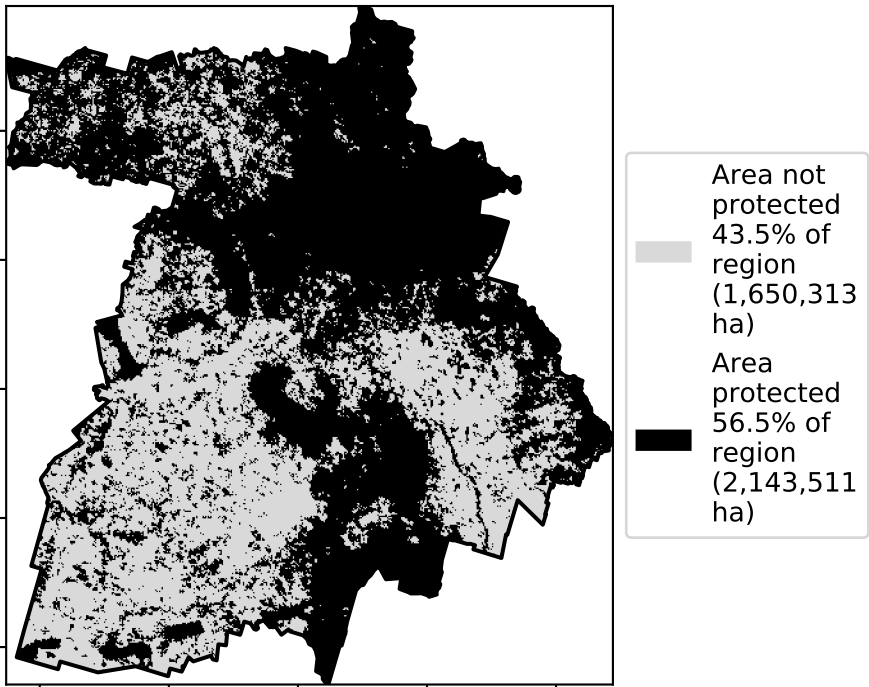 Area not
protected
43.5% of
region
(1,650,313
ha)
Area
protected
56.5% of
region
(2,143,511
ha)